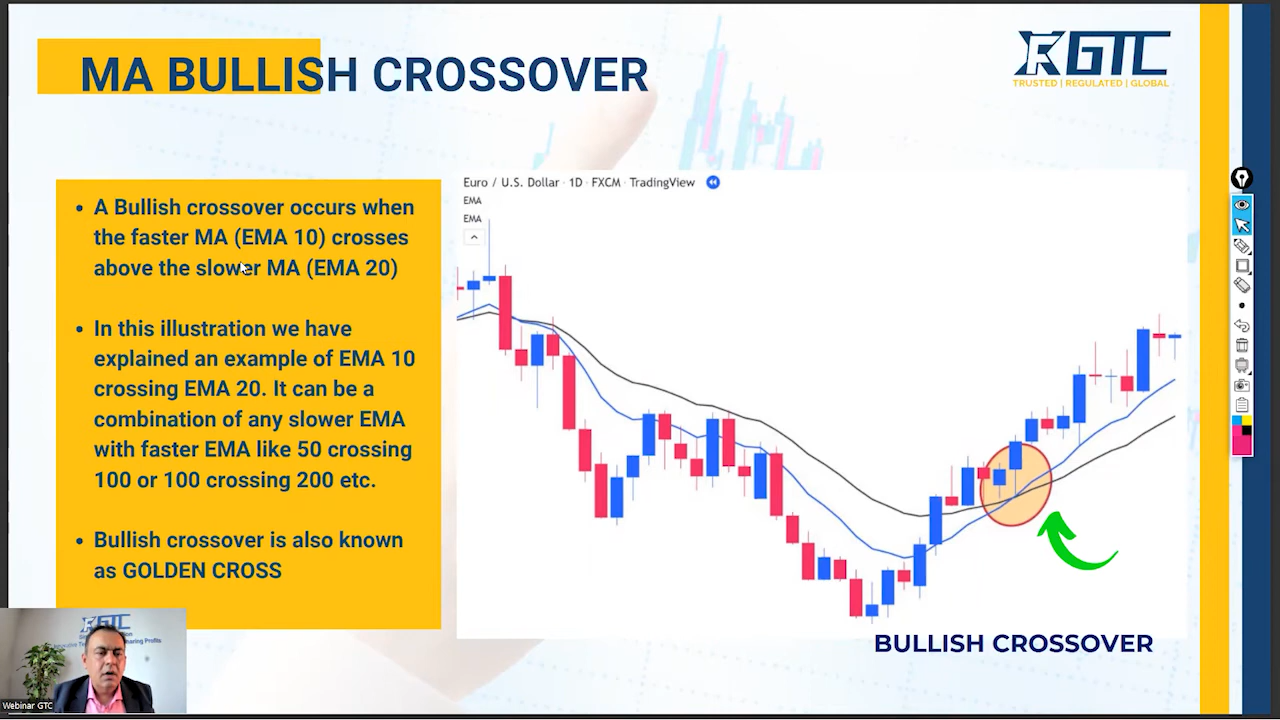 MA BULLISH CROSSOVER
GTC
TRUSTED | REGULATED | GLOBAL
• A Bullish crossover occurs when
the faster MA (EMA 10) crosses
above the slower MA (EMA 20)
• In this illustration we have
explained an example of EMA 10
crossing EMA 20. It can be a
combination of any slower EMA
with faster EMA like 50 crossing
100 or 100 crossing 200 etc.
• Bullish crossover is also known
as GOLDEN CROSS
Euro / U.S. Dollar · 1D · FXCM · TradingView
EMA
EMA
BULLISH CROSSOVER
GTC
Webinar GTC